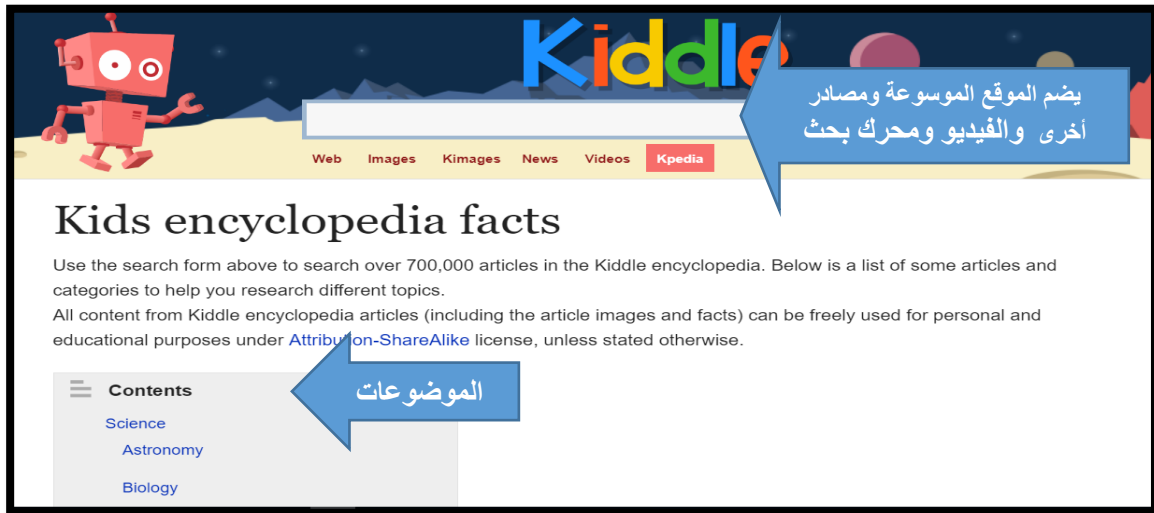 Kiddle
يضم الموقع الموسوعة ومصادر
أخرى والفيديو ومحرك بحث
Web Images Kimages News Videos Kpedia
Kids encyclopedia facts
Use the search form above to search over 700,000 articles in the Kiddle encyclopedia. Below is a list of some articles and
categories to help you research different topics.
All content from Kiddle encyclopedia articles (including the article images and facts) can be freely used for personal and
educational purposes under Attribution-ShareAlike license, unless stated otherwise.
Contents
الموضوعات
Science
Astronomy
Biology